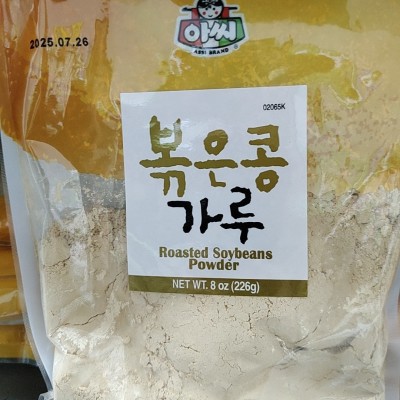 2025.07.26
아씨
ASSI BRAND
02065K
볶은콩
가루
Roasted Soybeans
Powder
NET WT. 8 oz (226g)